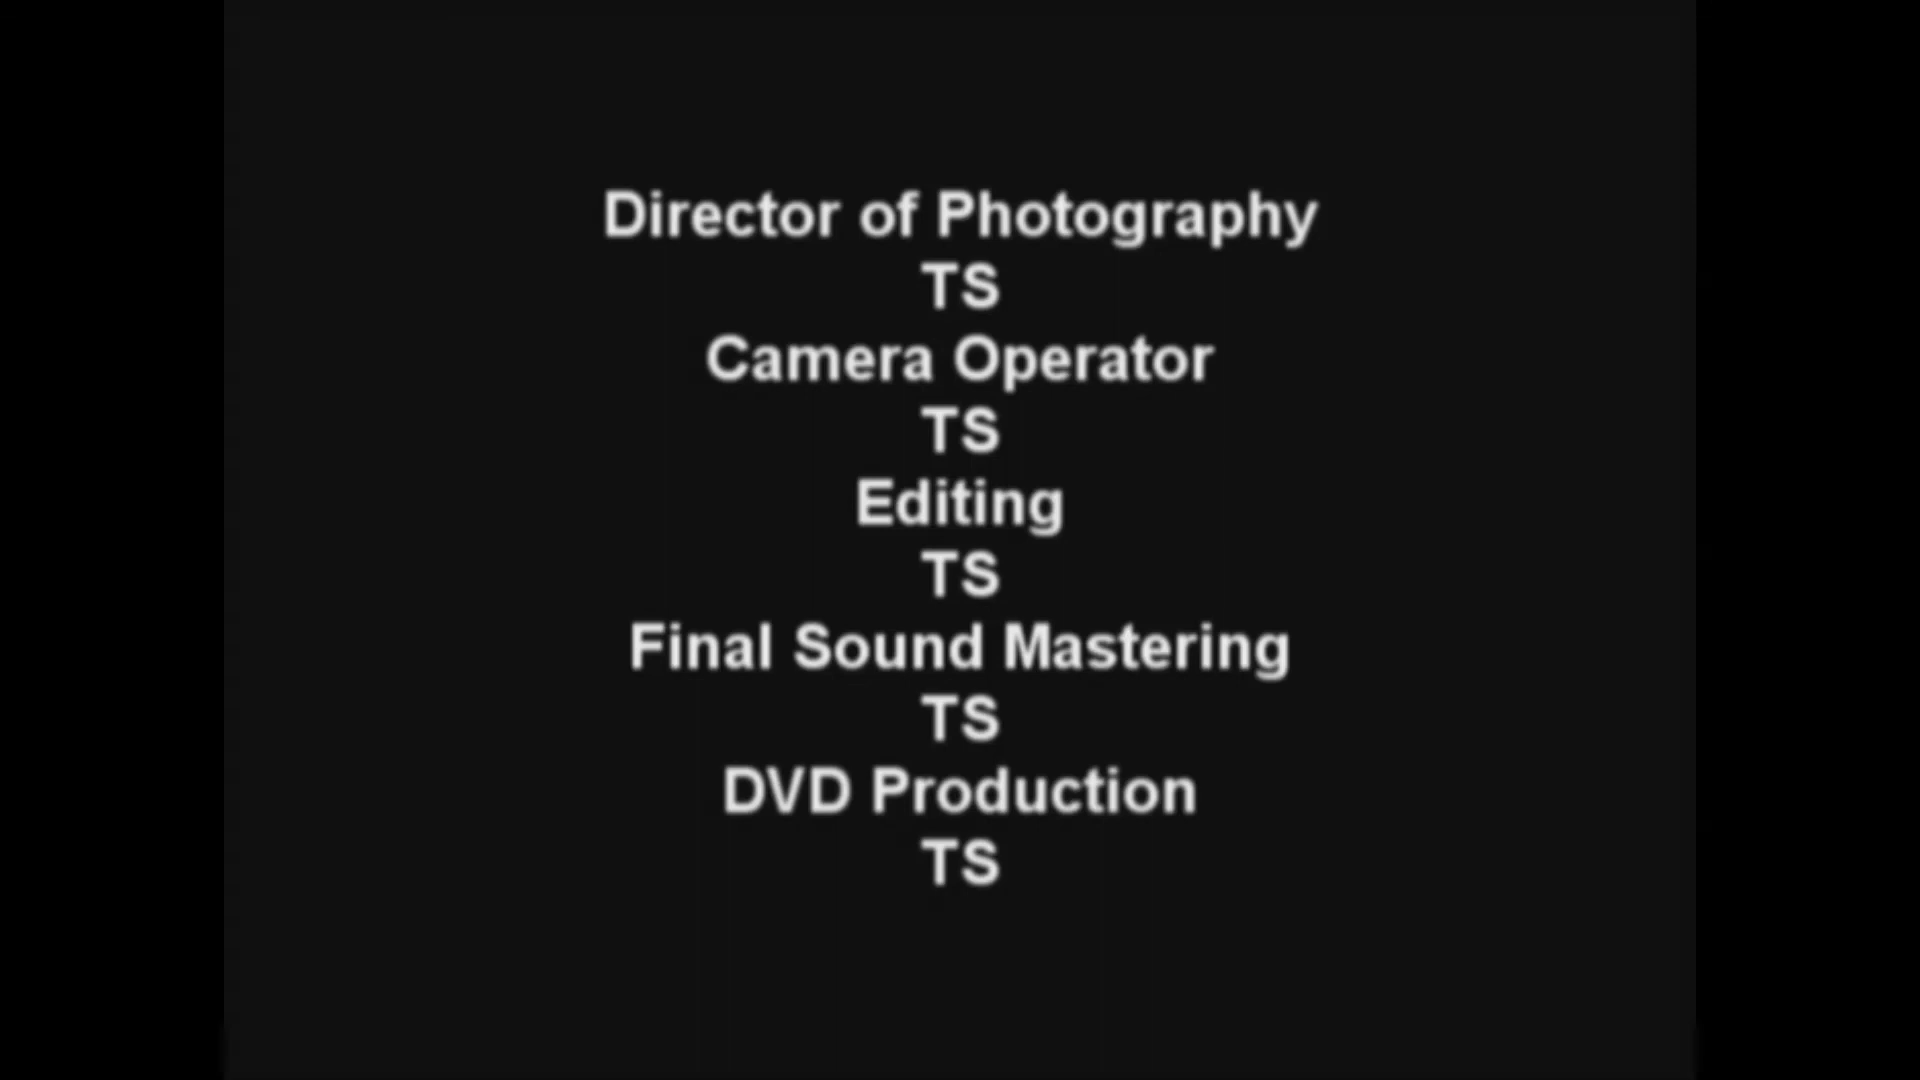 Director of Photography
TS
Camera Operator
TS
Editing
TS
Final Sound Mastering
TS
DVD Production
TS